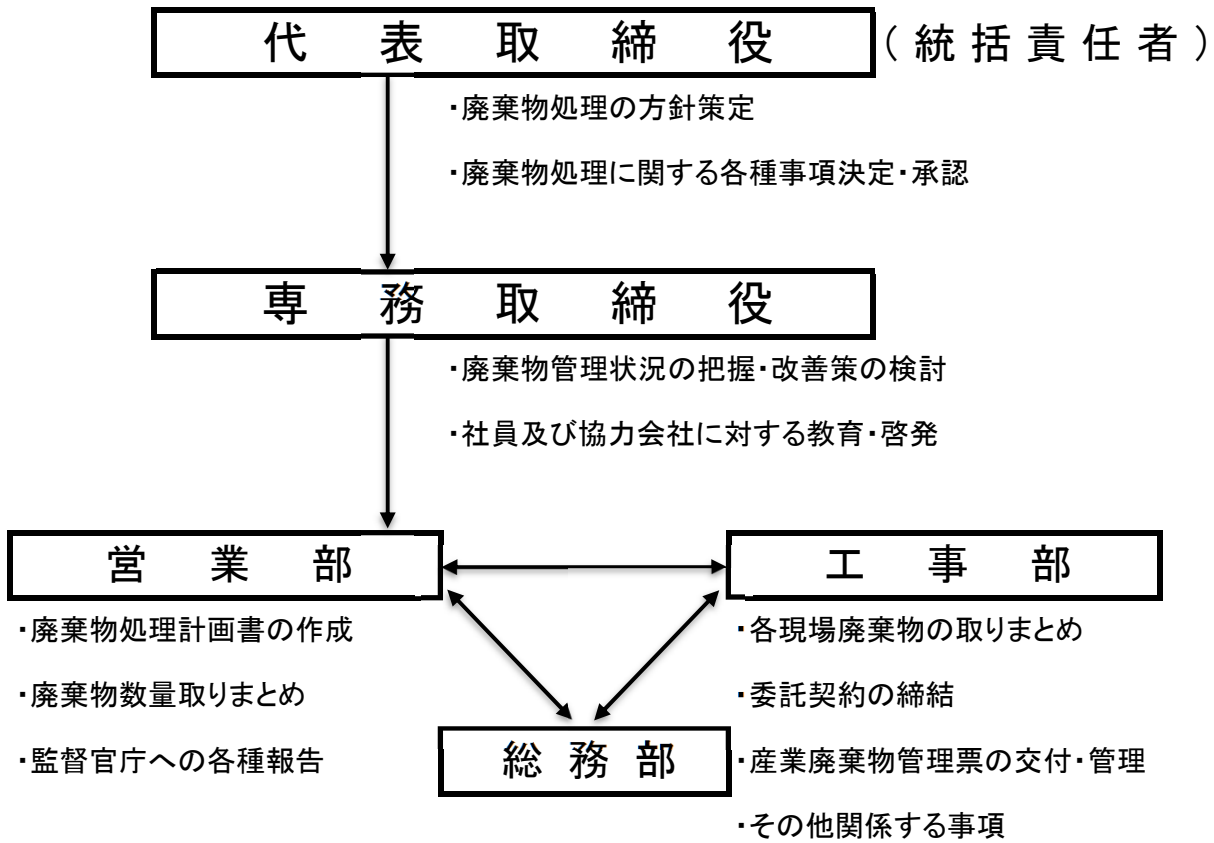 代表取締役(統括責任者)
・廃棄物処理の方針策定
・廃棄物処理に関する各種事項決定・承認
専務取締役
・廃棄物管理状況の把握・改善策の検討
・社員及び協力会社に対する教育・啓発
営業部
・廃棄物処理計画書の作成
・廃棄物数量取りまとめ
・監督官庁への各種報告
工事部
・各現場廃棄物の取りまとめ
・委託契約の締結
・産業廃棄物管理票の交付・管理
・その他関係する事項
総務部